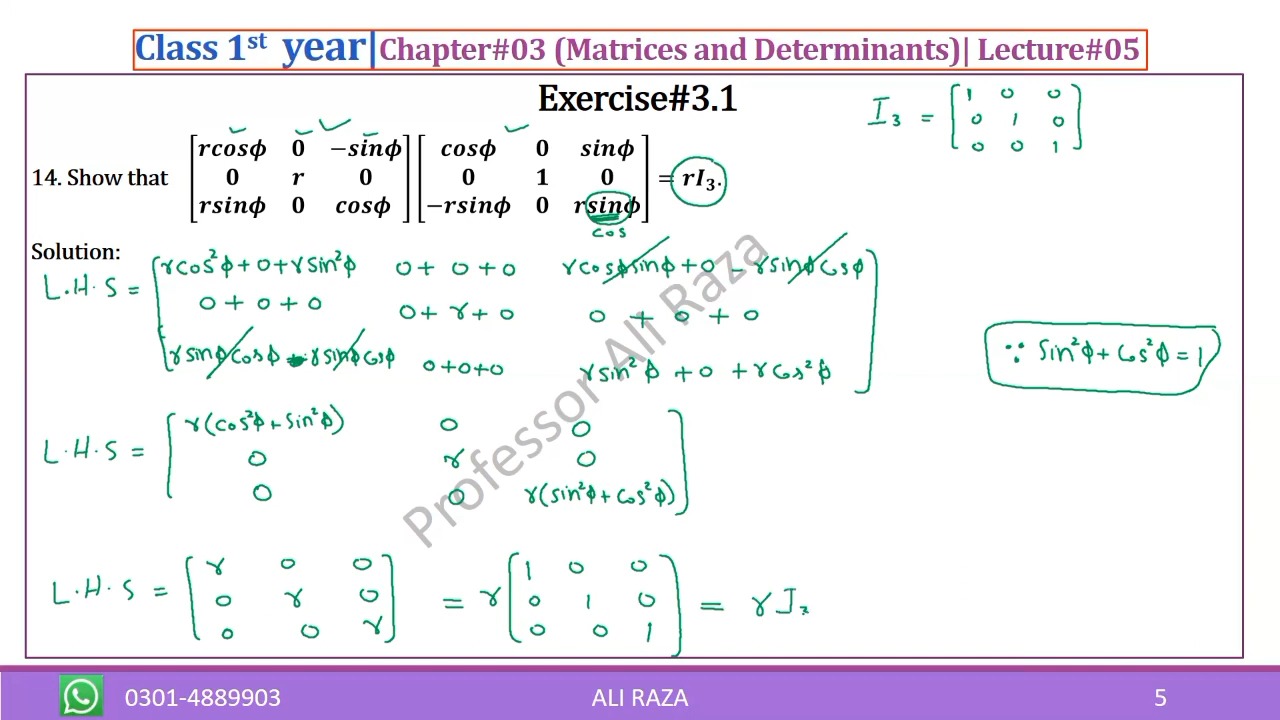 Class 1st year|Chapter#03 (Matrices and Determinants)| Lecture#05
Exercise#3.1
I₃ = [1 0 0
0 1 0
0 0 1]
14. Show that [rcosϕ 0 −sinϕ] [cosϕ 0 sinϕ]
[0 r 0] [0 1 0] = rI₃.
[rsinϕ 0 cosϕ] [−rsinϕ 0 rsinϕ]
cos
Solution:
L.H.S = [rcos²ϕ+0+rsin²ϕ 0+0+0 rcosϕsinϕ+0−rsinϕcosϕ
0+0+0 0+r+0 0+0+0
rsinϕcosϕ-rsinϕcosϕ 0+0+0 rsin²ϕ+0+rcos²ϕ]
∵ Sin²ϕ+Cos²ϕ=1
L.H.S = [r(cos²ϕ+sin²ϕ) 0 0
0 r 0
0 0 r(sin²ϕ+cos²ϕ)]
L.H.S = [r 0 0
0 r 0
0 0 r] = r[1 0 0
0 1 0
0 0 1] = rI
Professor Ali Raza
0301-4889903 ALI RAZA 5